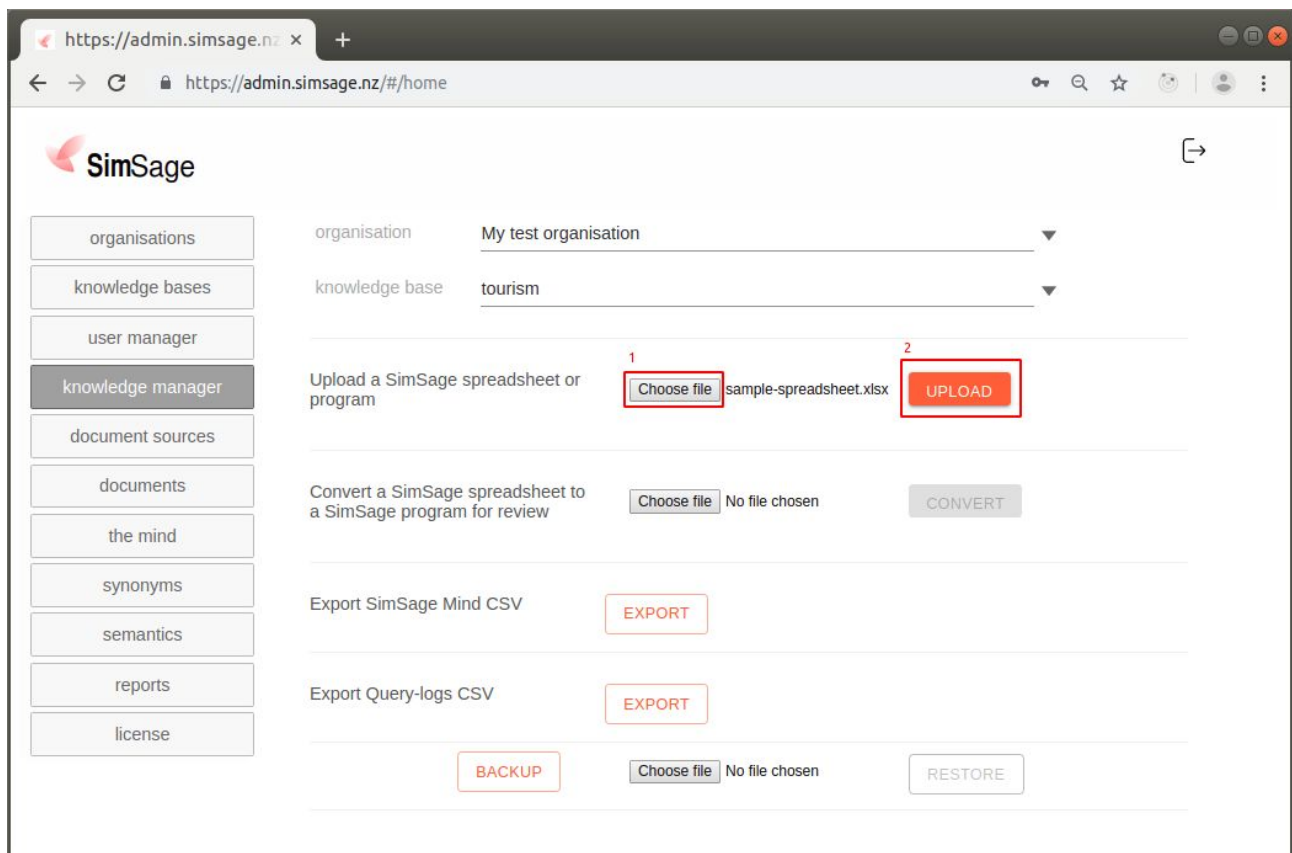 https://admin.simsage.nz
https://admin.simsage.nz/#/home
SimSage
organisations
knowledge bases
user manager
knowledge manager
document sources
documents
the mind
synonyms
semantics
reports
license
organisation My test organisation
knowledge base tourism
1 2
Upload a SimSage spreadsheet or
program
Choose file sample-spreadsheet.xlsx UPLOAD
Convert a SimSage spreadsheet to
a SimSage program for review
Choose file No file chosen CONVERT
Export SimSage Mind CSV EXPORT
Export Query-logs CSV EXPORT
BACKUP Choose file No file chosen RESTORE